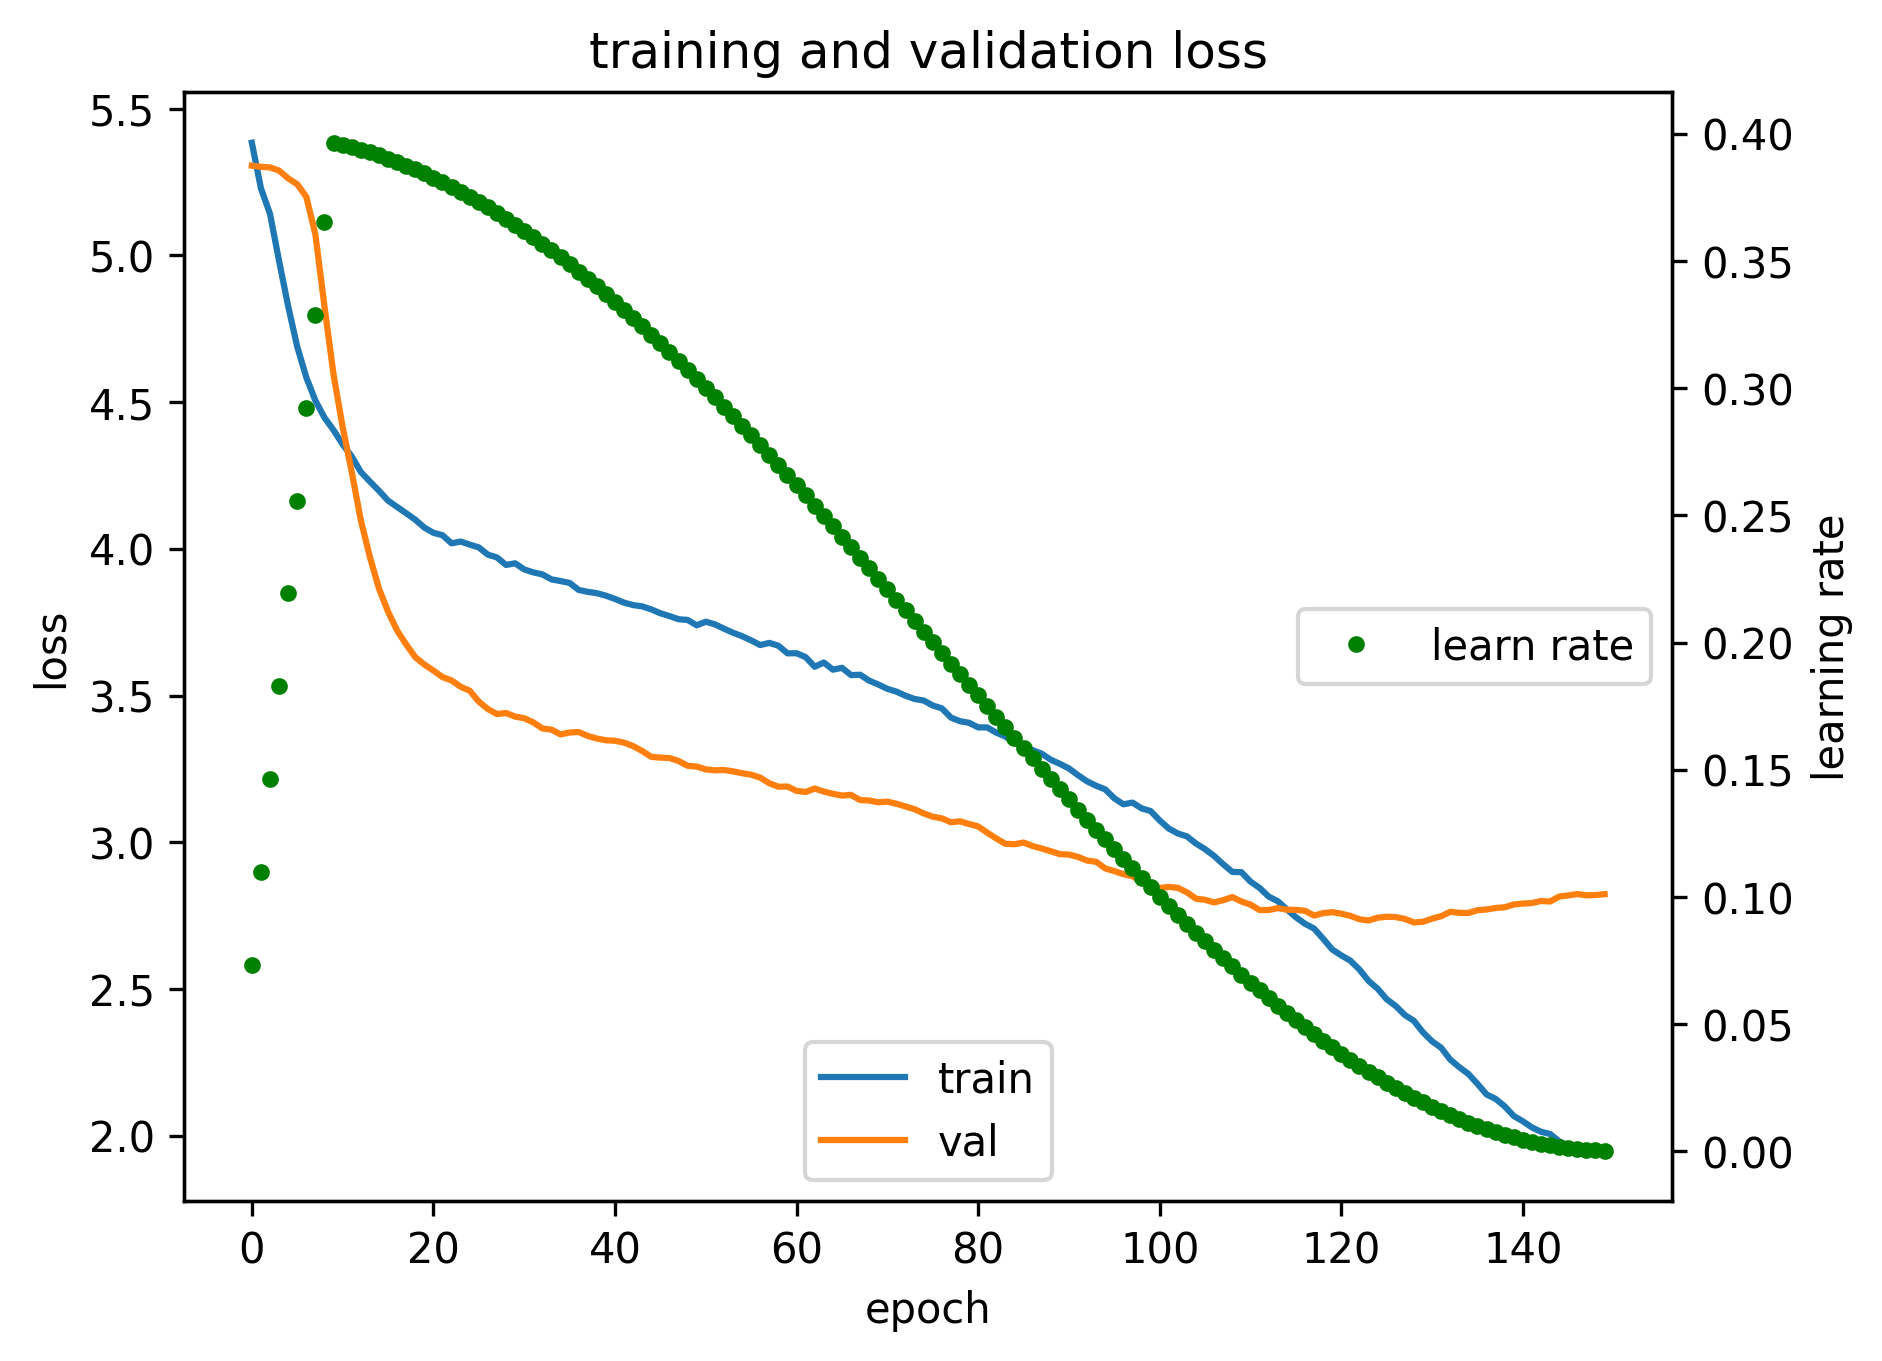 training and validation loss
5.5
5.0
4.5
4.0
3.5
3.0
2.5
2.0
loss
0.40
0.35
0.30
0.25
0.20
0.15
0.10
0.05
0.00
learning rate
learn rate
train
val
0 20 40 60 80 100 120 140
epoch